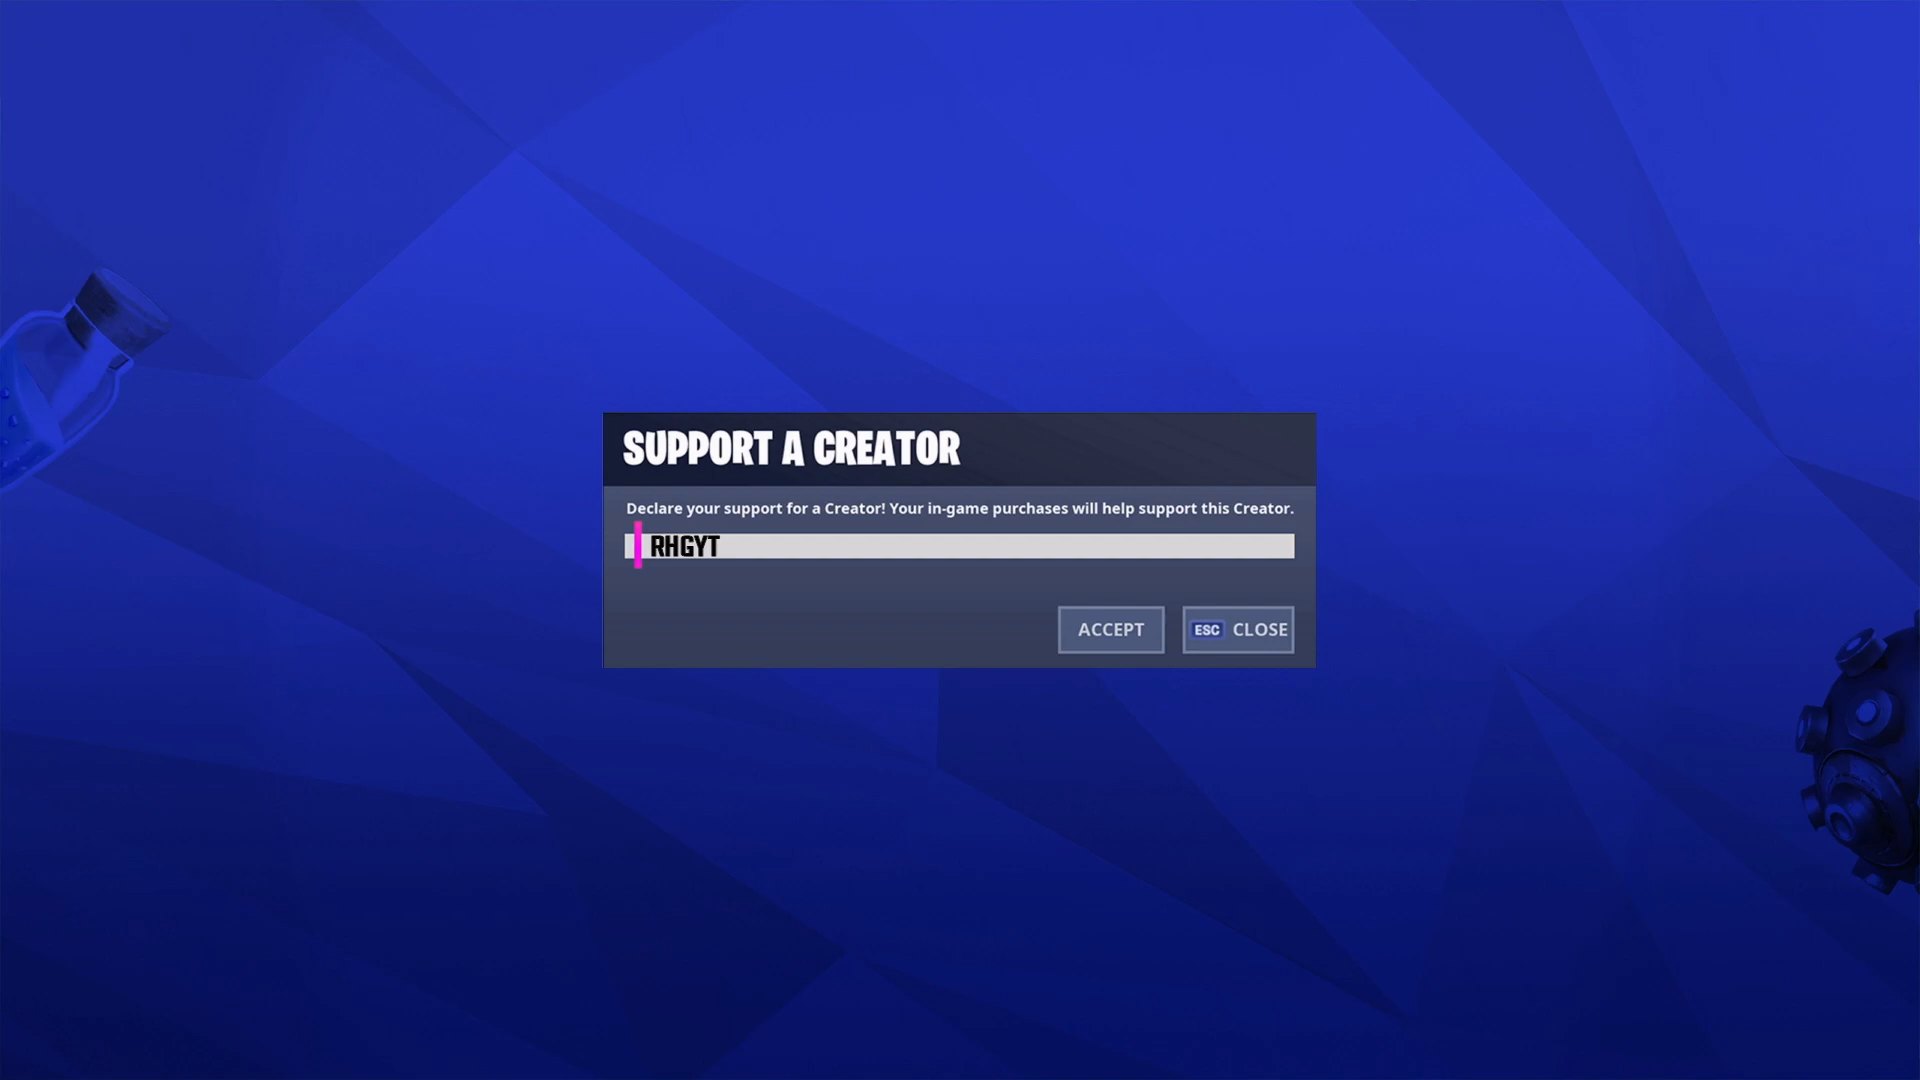 SUPPORT A CREATOR
Declare your support for a Creator! Your in-game purchases will help support this Creator.
RHGYT
ACCEPT
ESC CLOSE